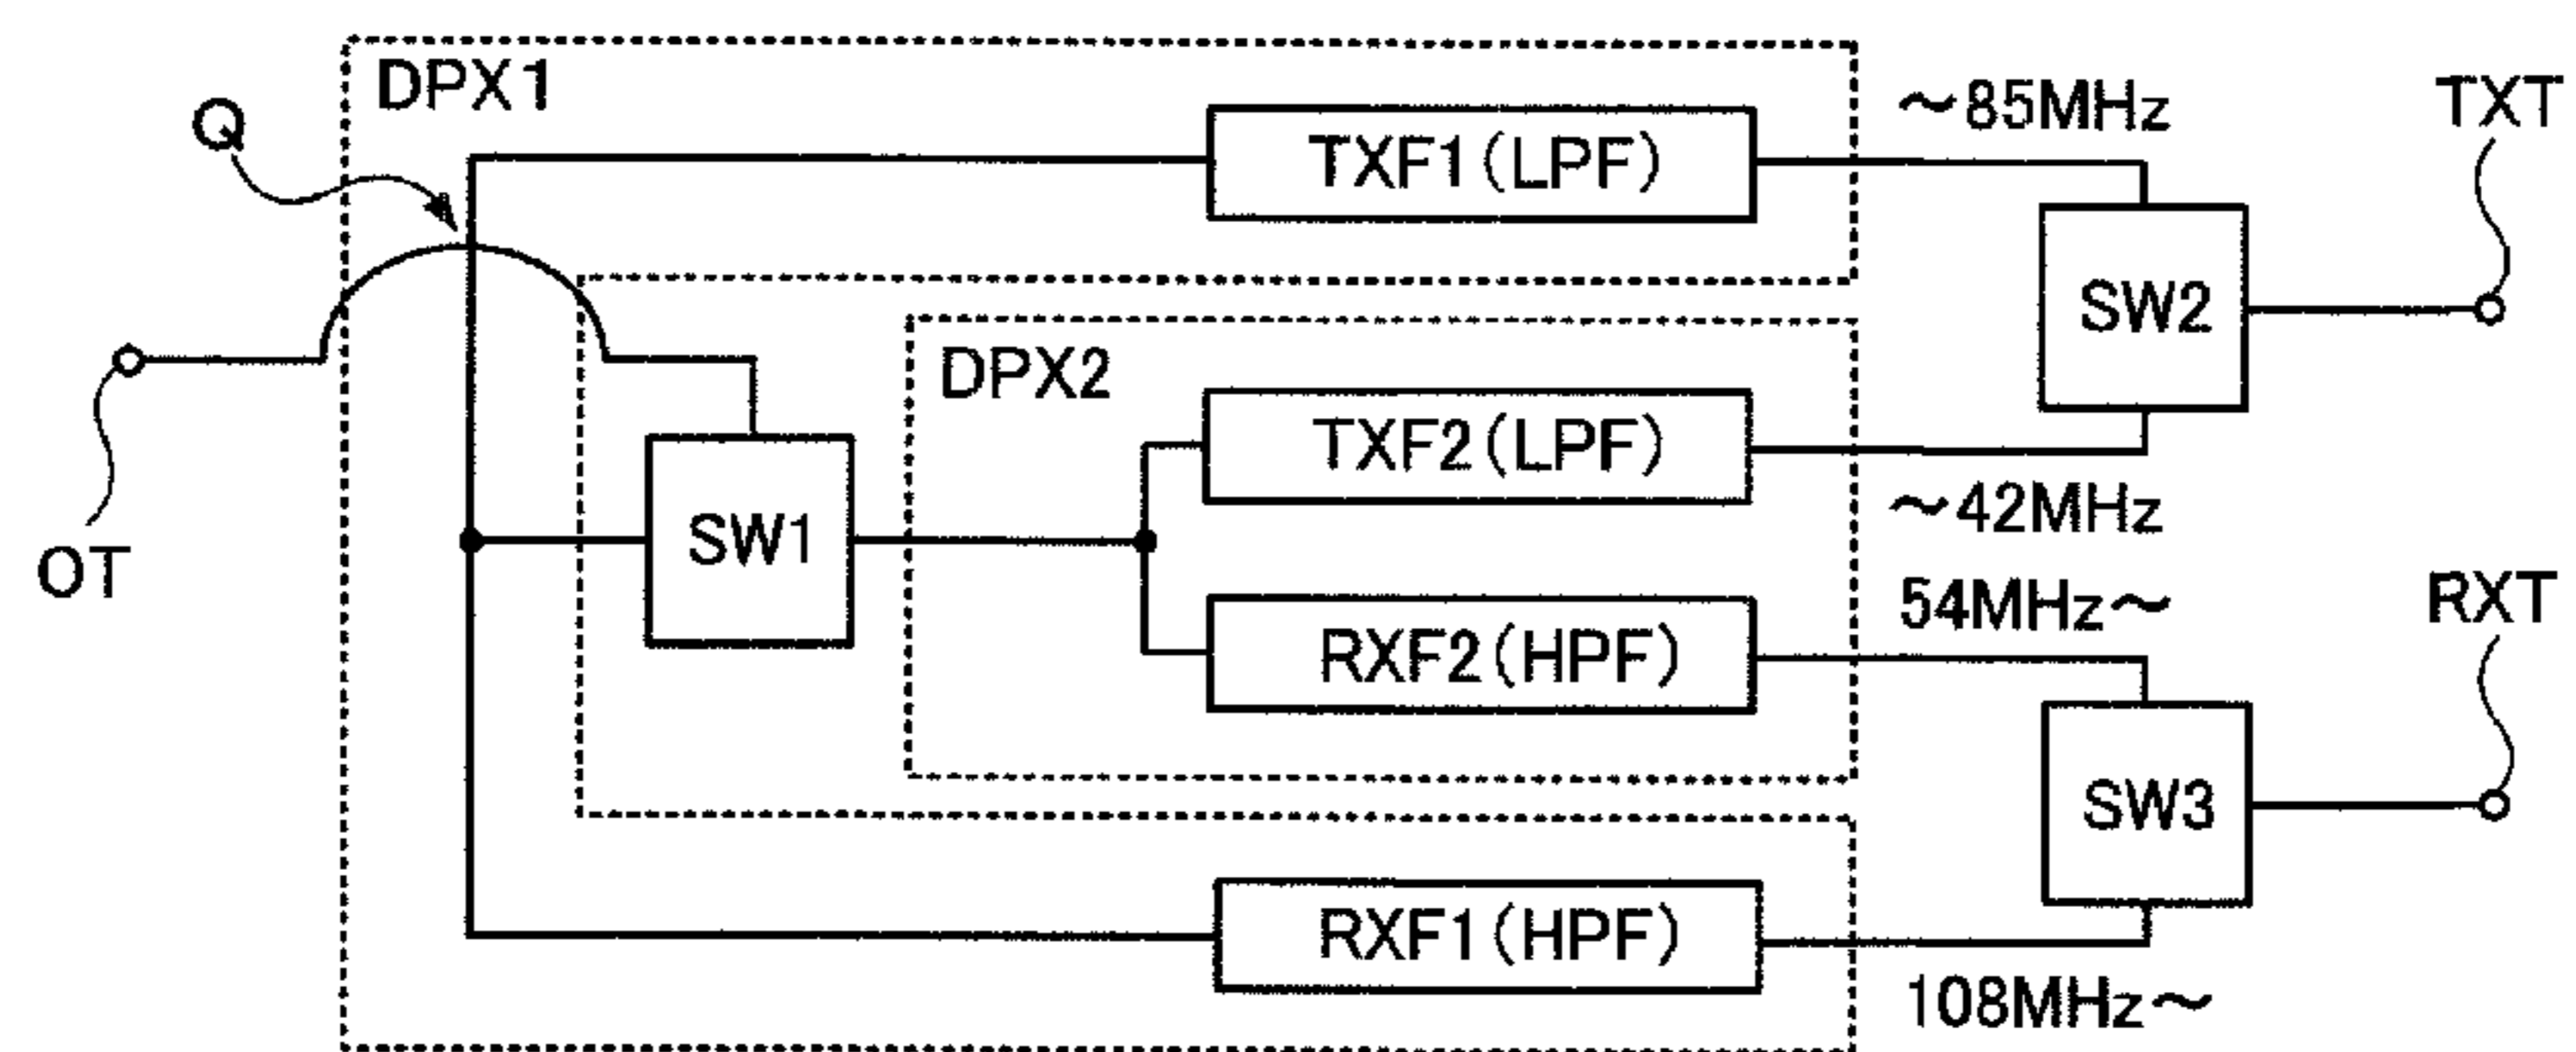 DPX1
Q
TXF1(LPF)
~85MHz
TXT
SW2
OT
DPX2
TXF2(LPF)
~42MHz
SW1
54MHz~
RXF2(HPF)
RXT
SW3
RXF1(HPF)
108MHz~